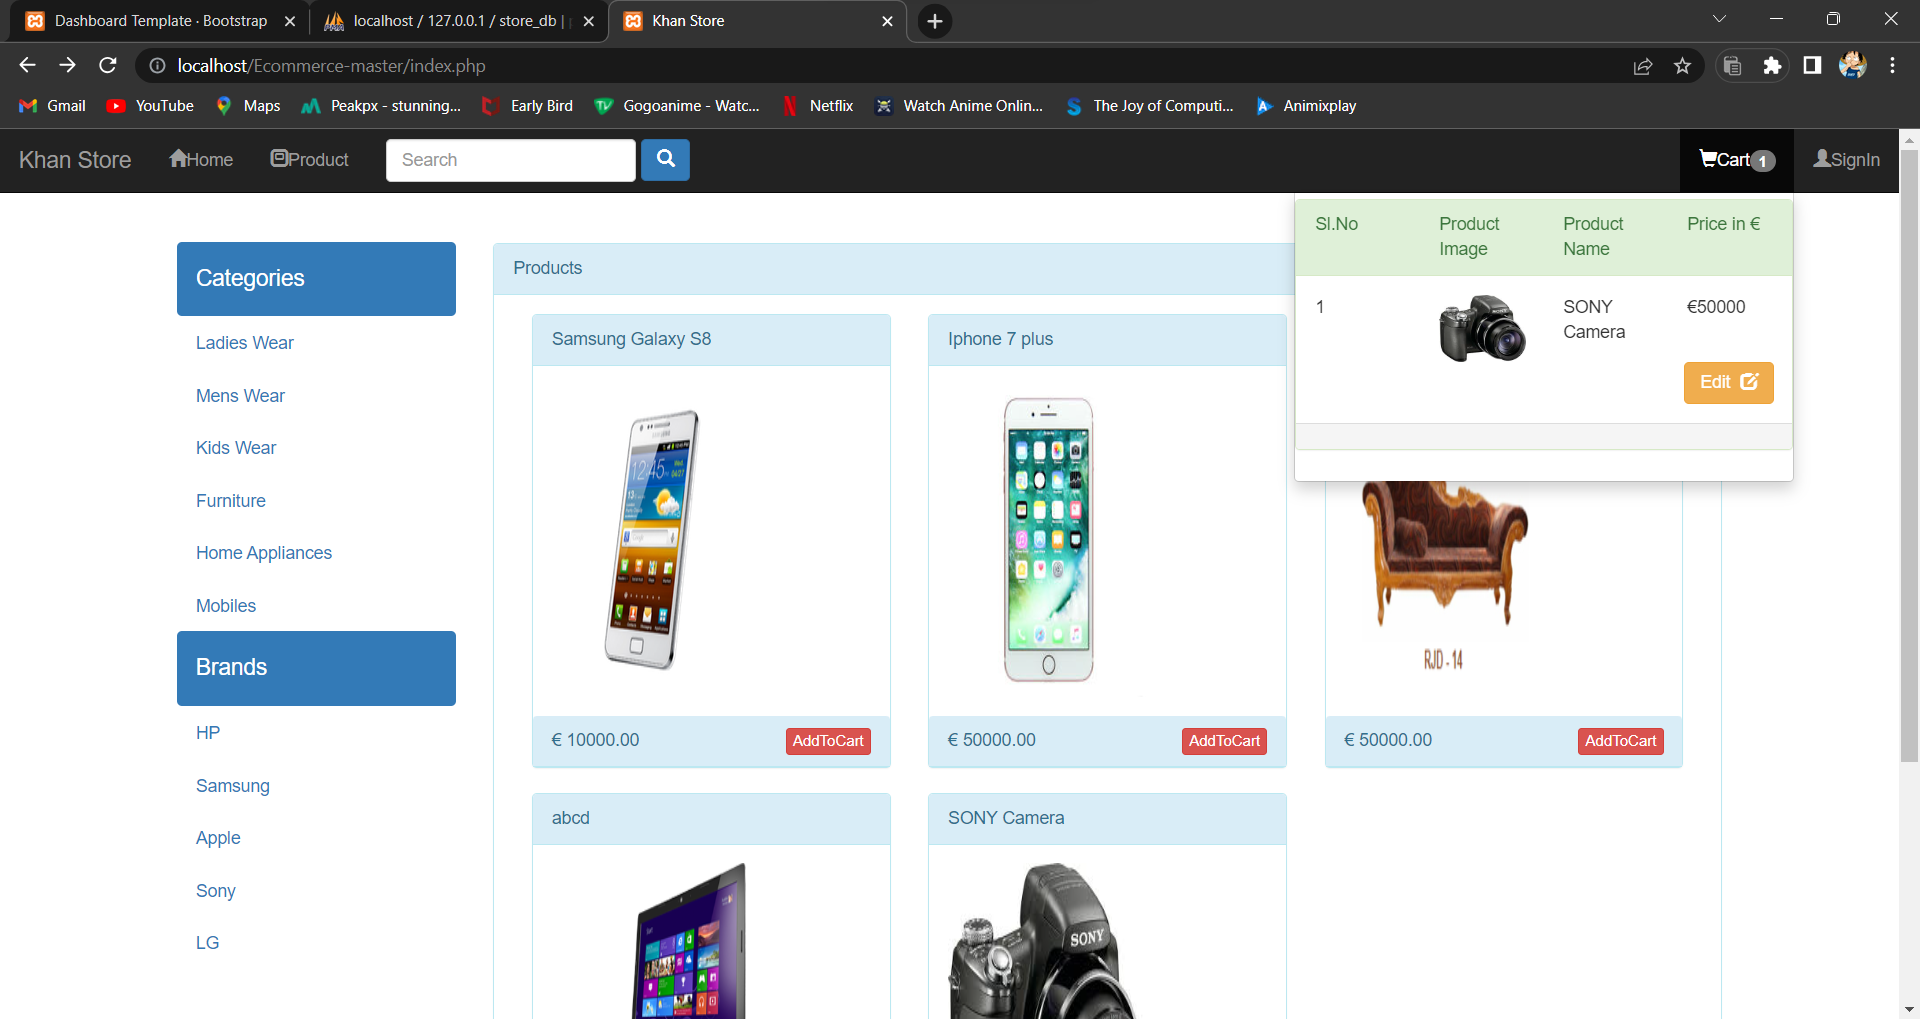 Dashboard Template · Bootstrap
localhost / 127.0.0.1 / store_db |
Khan Store
localhost/Ecommerce-master/index.php
Gmail
YouTube
Maps
Peakpx - stunning...
Early Bird
Gogoanime - Watc...
Netflix
Watch Anime Onlin...
The Joy of Computi...
Animixplay
Khan Store
Home
Product
Search
Cart 1
SignIn
Sl.No
Product Image
Product Name
Price in €
1
SONY Camera
€50000
Edit
Categories
Ladies Wear
Mens Wear
Kids Wear
Furniture
Home Appliances
Mobiles
Brands
HP
Samsung
Apple
Sony
LG
Products
Samsung Galaxy S8
Iphone 7 plus
12:45
RJD - 14
€ 10000.00
AddToCart
€ 50000.00
AddToCart
€ 50000.00
AddToCart
abcd
SONY Camera
SONY